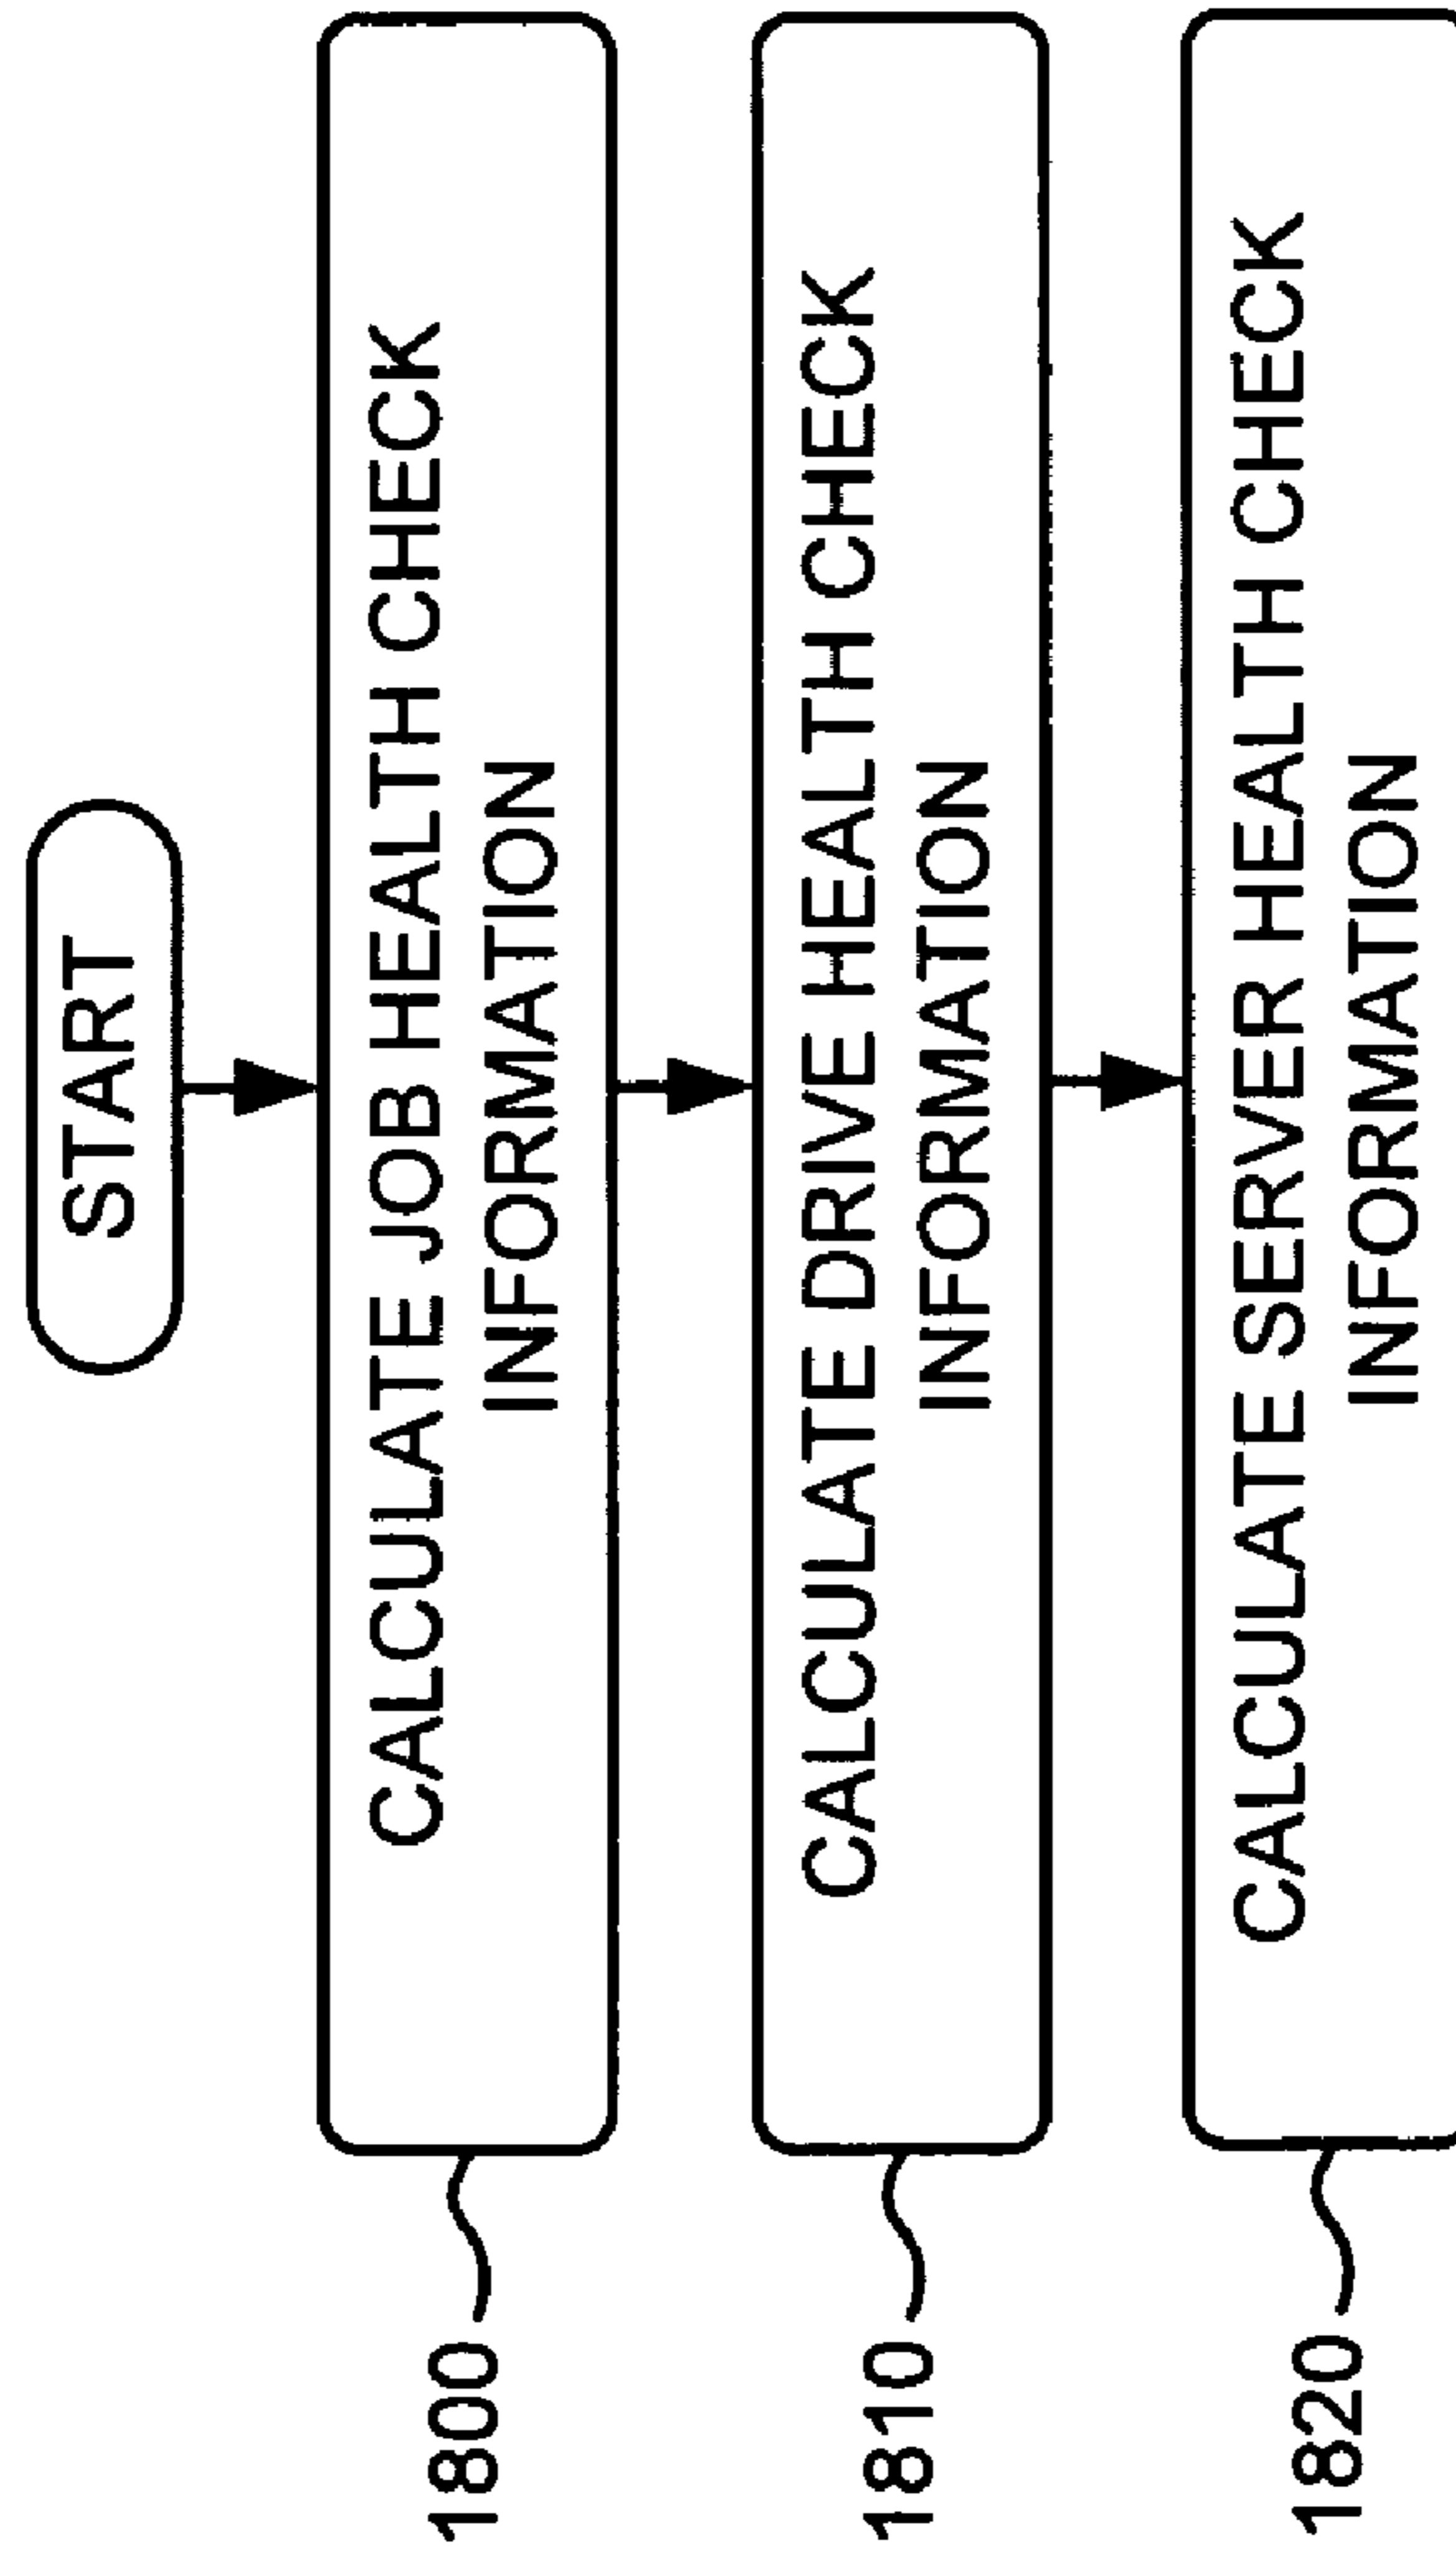 START
CALCULATE JOB HEALTH CHECK
INFORMATION
1800
CALCULATE DRIVE HEALTH CHECK
INFORMATION
1810
CALCULATE SERVER HEALTH CHECK
INFORMATION
1820